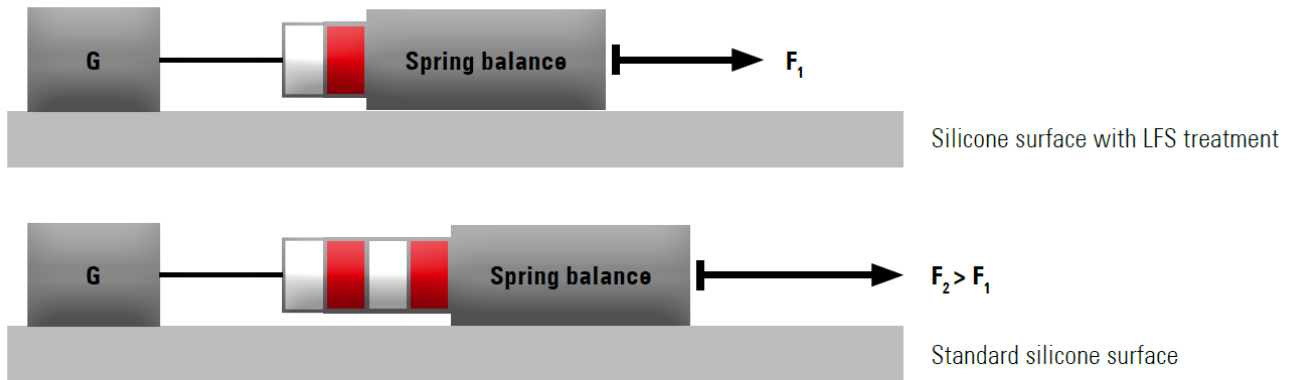 G
Spring balance
F₁
Silicone surface with LFS treatment
G
Spring balance
F₂ > F₁
Standard silicone surface